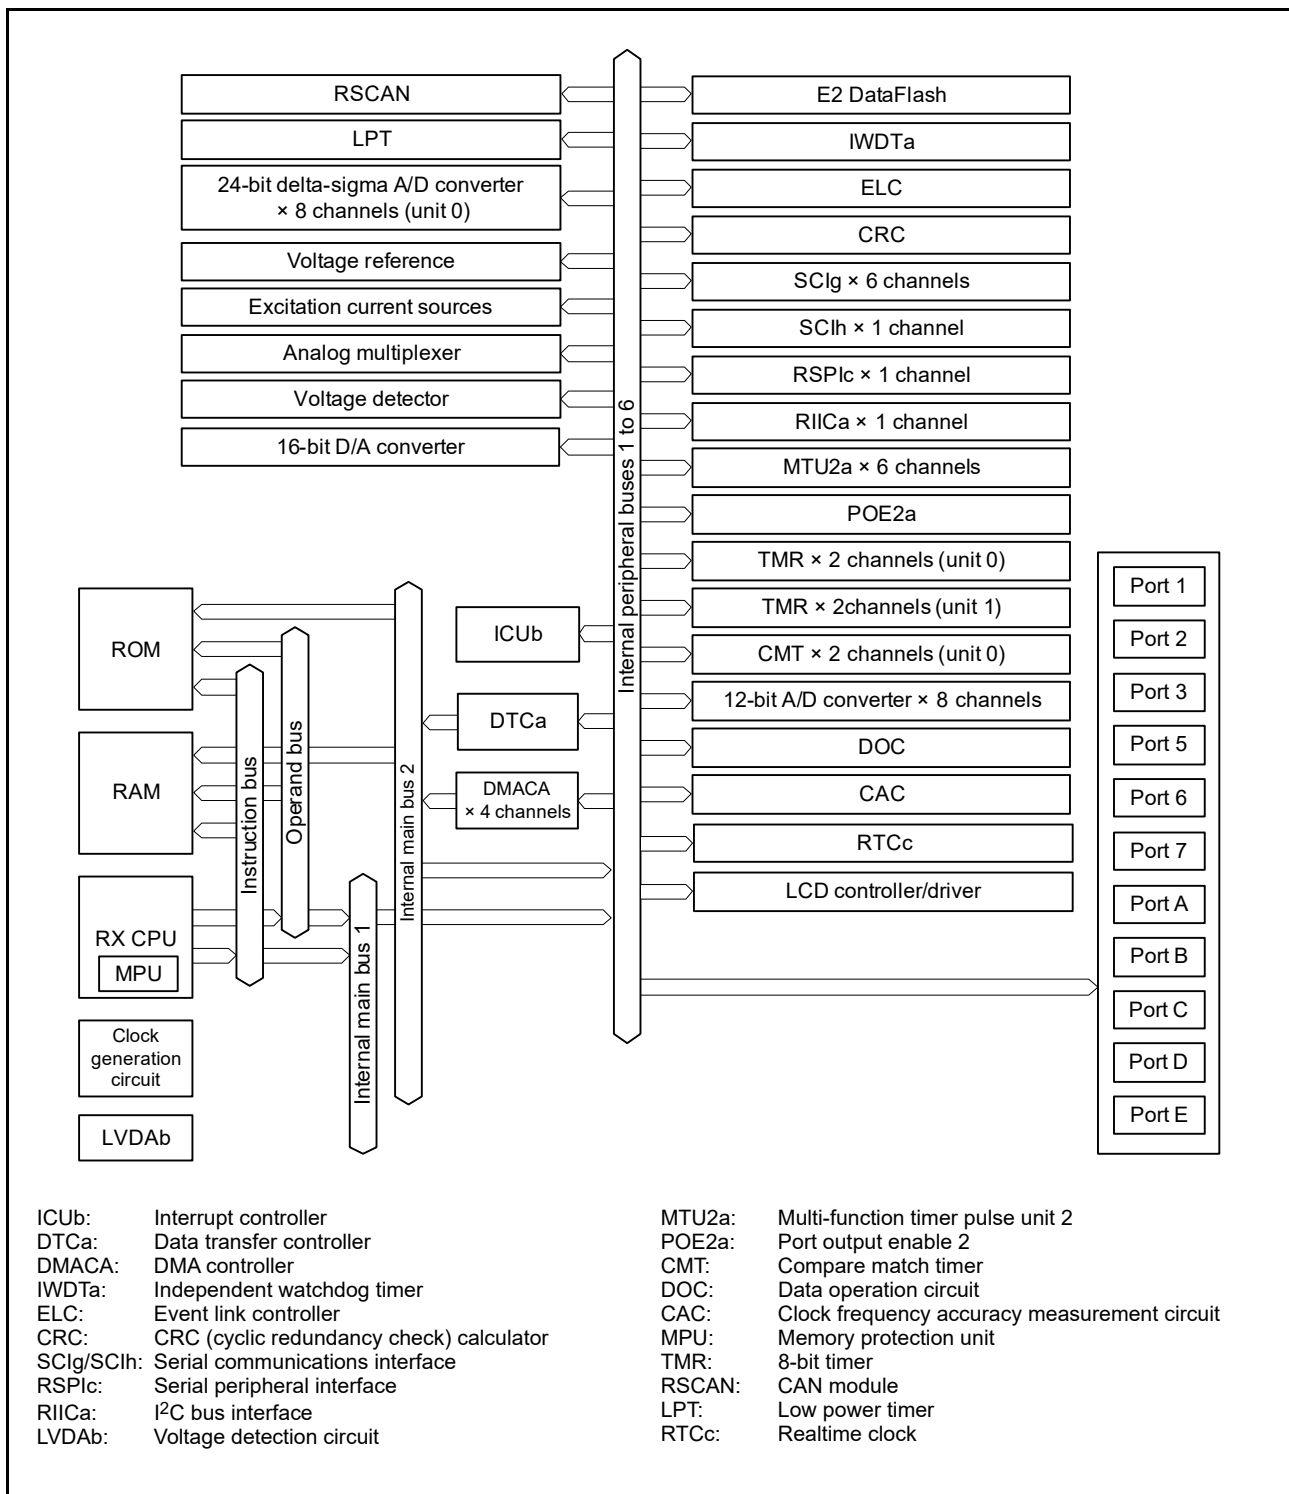 RSCAN
LPT
24-bit delta-sigma A/D converter
× 8 channels (unit 0)
Voltage reference
Excitation current sources
Analog multiplexer
Voltage detector
16-bit D/A converter
Internal peripheral buses 1 to 6
E2 DataFlash
IWDTa
ELC
CRC
SCIg × 6 channels
SCIh × 1 channel
RSPIc × 1 channel
RIICa × 1 channel
MTU2a × 6 channels
POE2a
TMR × 2 channels (unit 0)
TMR × 2channels (unit 1)
CMT × 2 channels (unit 0)
12-bit A/D converter × 8 channels
DOC
CAC
RTCc
LCD controller/driver
ROM
RAM
RX CPU
MPU
Clock
generation
circuit
LVDAb
Instruction bus
Operand bus
Internal main bus 1
Internal main bus 2
ICUb
DTCa
DMACA
× 4 channels
Port 1
Port 2
Port 3
Port 5
Port 6
Port 7
Port A
Port B
Port C
Port D
Port E
ICUb: Interrupt controller
DTCa: Data transfer controller
DMACA: DMA controller
IWDTa: Independent watchdog timer
ELC: Event link controller
CRC: CRC (cyclic redundancy check) calculator
SCIg/SCIh: Serial communications interface
RSPIc: Serial peripheral interface
RIICa: I²C bus interface
LVDAb: Voltage detection circuit
MTU2a: Multi-function timer pulse unit 2
POE2a: Port output enable 2
CMT: Compare match timer
DOC: Data operation circuit
CAC: Clock frequency accuracy measurement circuit
MPU: Memory protection unit
TMR: 8-bit timer
RSCAN: CAN module
LPT: Low power timer
RTCc: Realtime clock